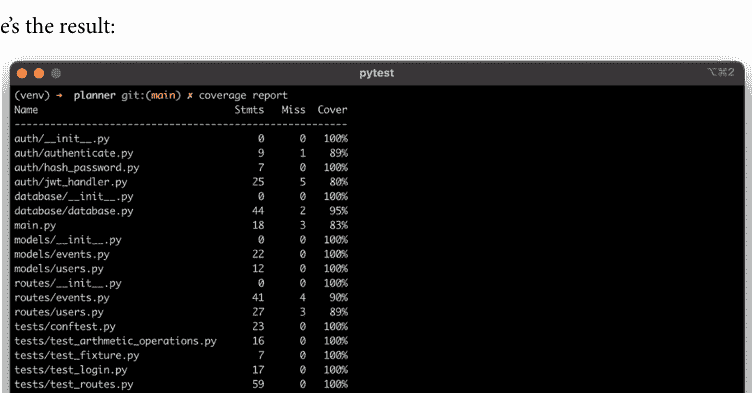 e’s the result:
pytest
⌥⌘2
(venv) → planner git:(main) ✗ coverage report
Name Stmts Miss Cover
--------------------------------------------------------
auth/__init__.py 0 0 100%
auth/authenticate.py 9 1 89%
auth/hash_password.py 7 0 100%
auth/jwt_handler.py 25 5 80%
database/__init__.py 0 0 100%
database/database.py 44 2 95%
main.py 18 3 83%
models/__init__.py 0 0 100%
models/events.py 22 0 100%
models/users.py 12 0 100%
routes/__init__.py 0 0 100%
routes/events.py 41 4 90%
routes/users.py 27 3 89%
tests/conftest.py 23 0 100%
tests/test_arthmetic_operations.py 16 0 100%
tests/test_fixture.py 7 0 100%
tests/test_login.py 17 0 100%
tests/test_routes.py 59 0 100%